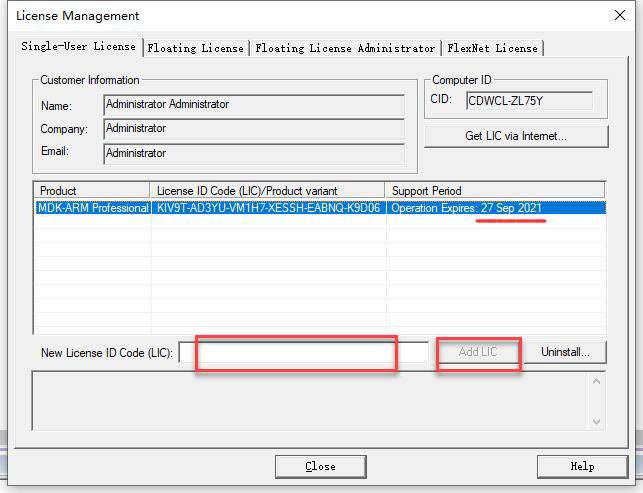 License Management
Single-User License Floating License Floating License Administrator FlexNet License
Customer Information
Name: Administrator Administrator
Company: Administrator
Email: Administrator
Computer ID
CID: CDWCL-ZL75Y
Get LIC via Internet...
Product License ID Code (LIC)/Product variant Support Period
MDK-ARM Professional KIV9T-AD3YU-VM1H7-XESSH-EABNQ-K9D06 Operation Expires: 27 Sep 2021
New License ID Code (LIC): Add LIC Uninstall...
Close Help